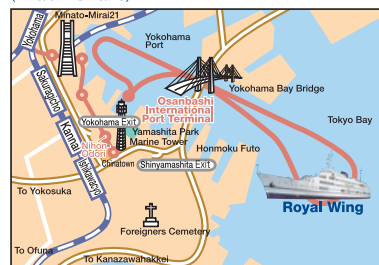 Minato-Mirai21
Yokohama
Yokohama
Port
Sakuragicho
Osanbashi
International
Port Terminal
Yokohama Bay Bridge
Yokohama Exit
Yamashita Park
Marine Tower
Tokyo Bay
Kannai
Nihon-
Odori
Honmoku Futo
Chinatown
Shinyamashita Exit
Ishikawacyo
To Yokosuka
Royal Wing
Foreigners Cemetery
To Ofuna
To Kanazawahakkei